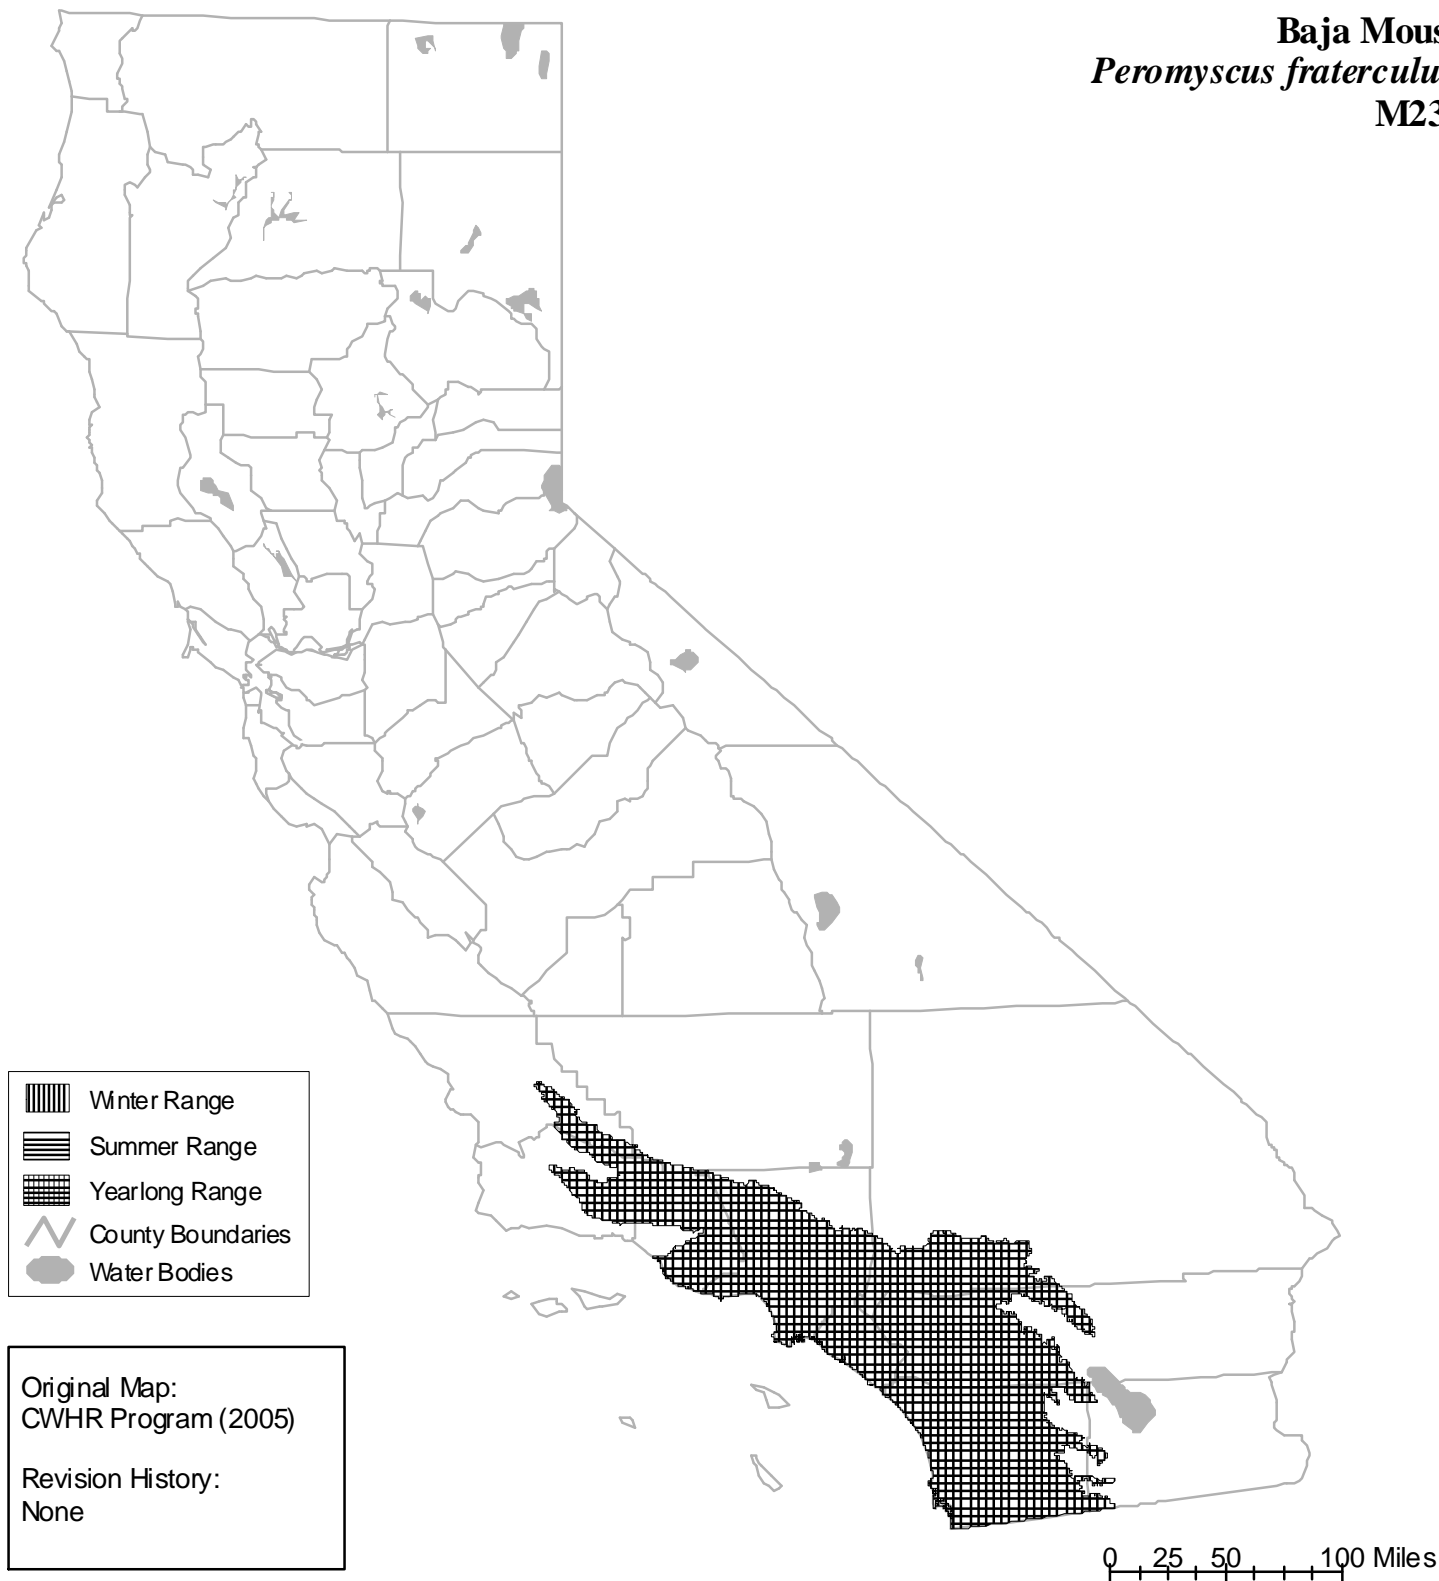 Baja Mous
Peromyscus fraterculu
M23
Winter Range
Summer Range
Yearlong Range
County Boundaries
Water Bodies
Original Map:
CWHR Program (2005)
Revision History:
None
0 25 50 100 Miles